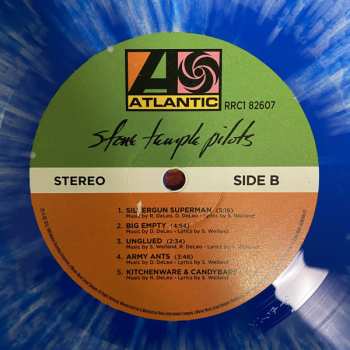 ATLANTIC
RRC1 82607
stone temple pilots
STEREO
SIDE B
1. SILVERGUN SUPERMAN (5:16)
Music by R. DeLeo, D. DeLeo - Lyrics by S. Weiland
2. BIG EMPTY (4:54)
Music by D. DeLeo - Lyrics by S. Weiland
3. UNGLUED (2:34)
Music by S. Weiland, R. DeLeo - Lyrics by S. Weiland
4. ARMY ANTS (3:46)
Music by D. DeLeo - Lyrics by S. Weiland
5. KITCHENWARE & CANDYBARS
Music by R. DeLeo - Lyrics by S. Weiland